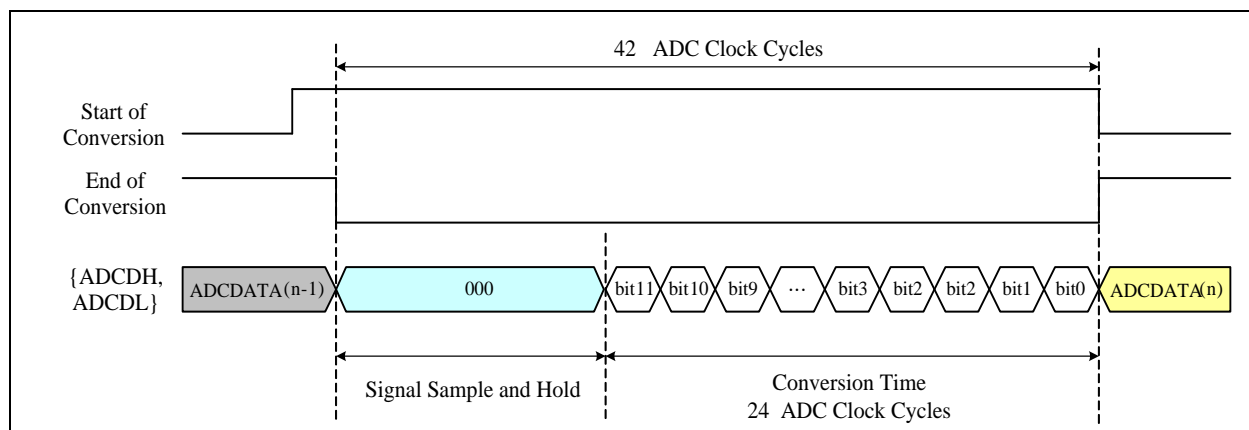 42 ADC Clock Cycles
Start of
Conversion
End of
Conversion
{ADCDH,
ADCDL}
ADCDATA(n-1) 000 bit11 bit10 bit9 ... bit3 bit2 bit2 bit1 bit0 ADCDATA(n)
Signal Sample and Hold
Conversion Time
24 ADC Clock Cycles